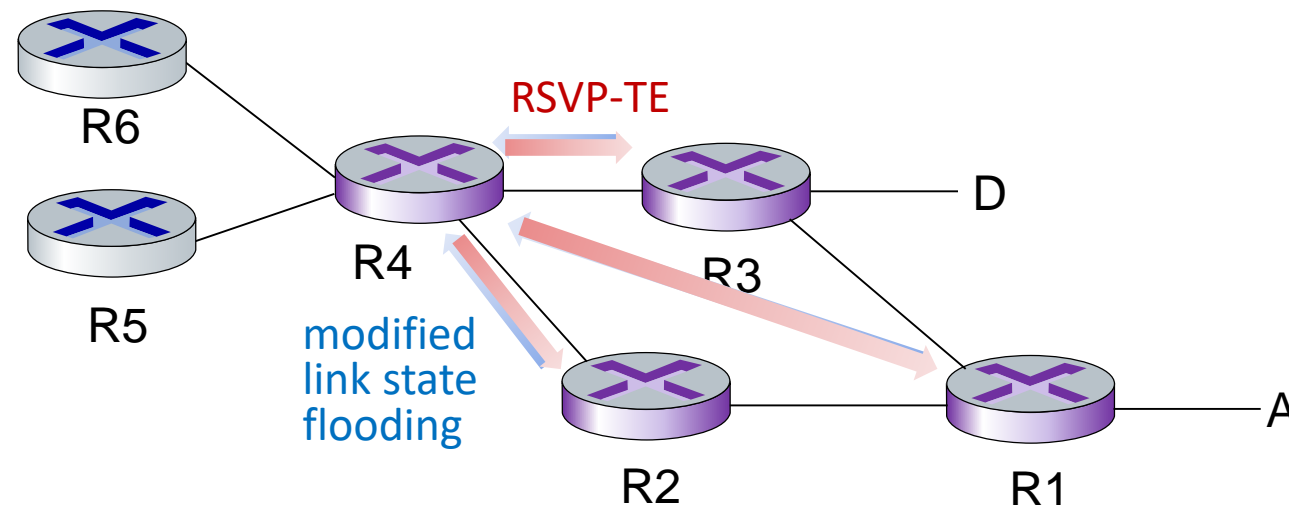 R6
RSVP-TE
D
R4
R3
R5
modified
link state
flooding
A
R2
R1